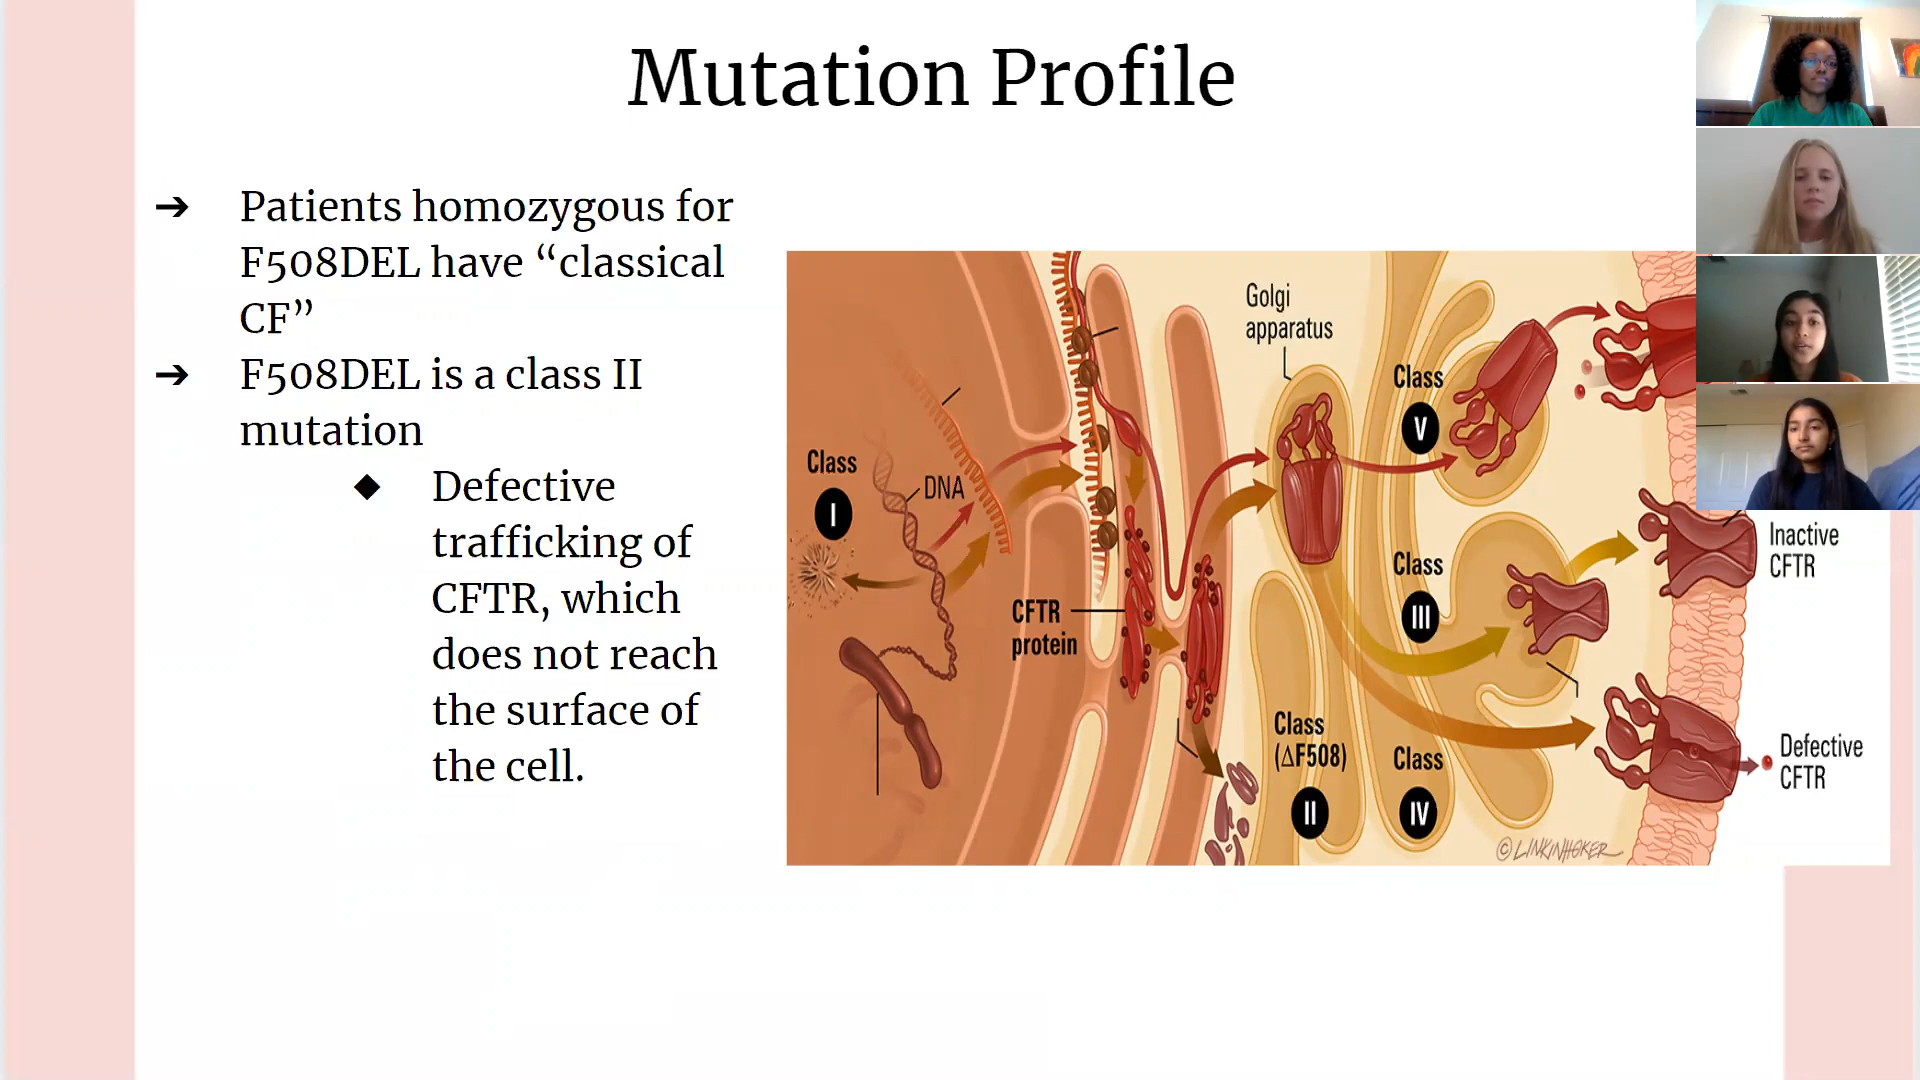 Mutation Profile
➔ Patients homozygous for
F508DEL have “classical
CF”
➔ F508DEL is a class II
mutation
◆ Defective
trafficking of
CFTR, which
does not reach
the surface of
the cell.
Golgi
apparatus
Class
V
Class
I
DNA
Class
III
CFTR
protein
Inactive
CFTR
Class
(ΔF508)
II
Class
IV
Defective
CFTR
© LINKINHOKER